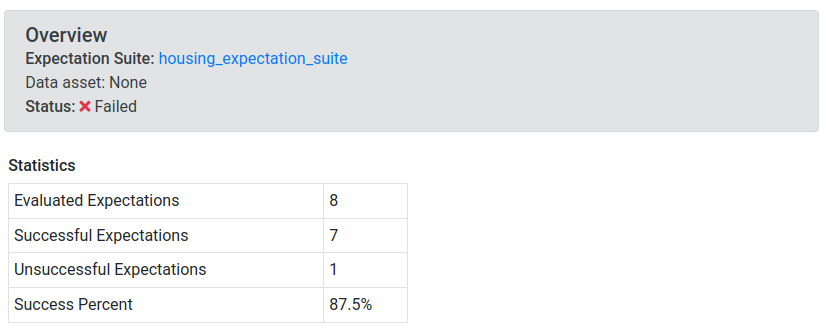 Overview
Expectation Suite: housing_expectation_suite
Data asset: None
Status: ❌ Failed
Statistics
Evaluated Expectations 8
Successful Expectations 7
Unsuccessful Expectations 1
Success Percent 87.5%